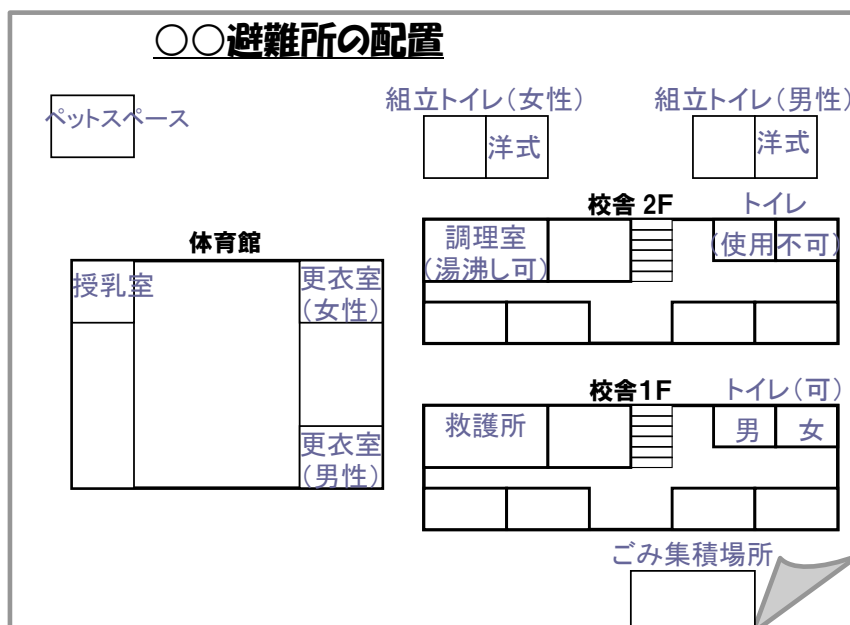 ○○避難所の配置
ペットスペース
組立トイレ(女性)
組立トイレ(男性)
洋式
洋式
校舎 2F
トイレ
調理室
(湯沸し可)
(使用不可)
体育館
授乳室
更衣室
(女性)
更衣室
(男性)
校舎1F
トイレ(可)
救護所
男
女
ごみ集積場所